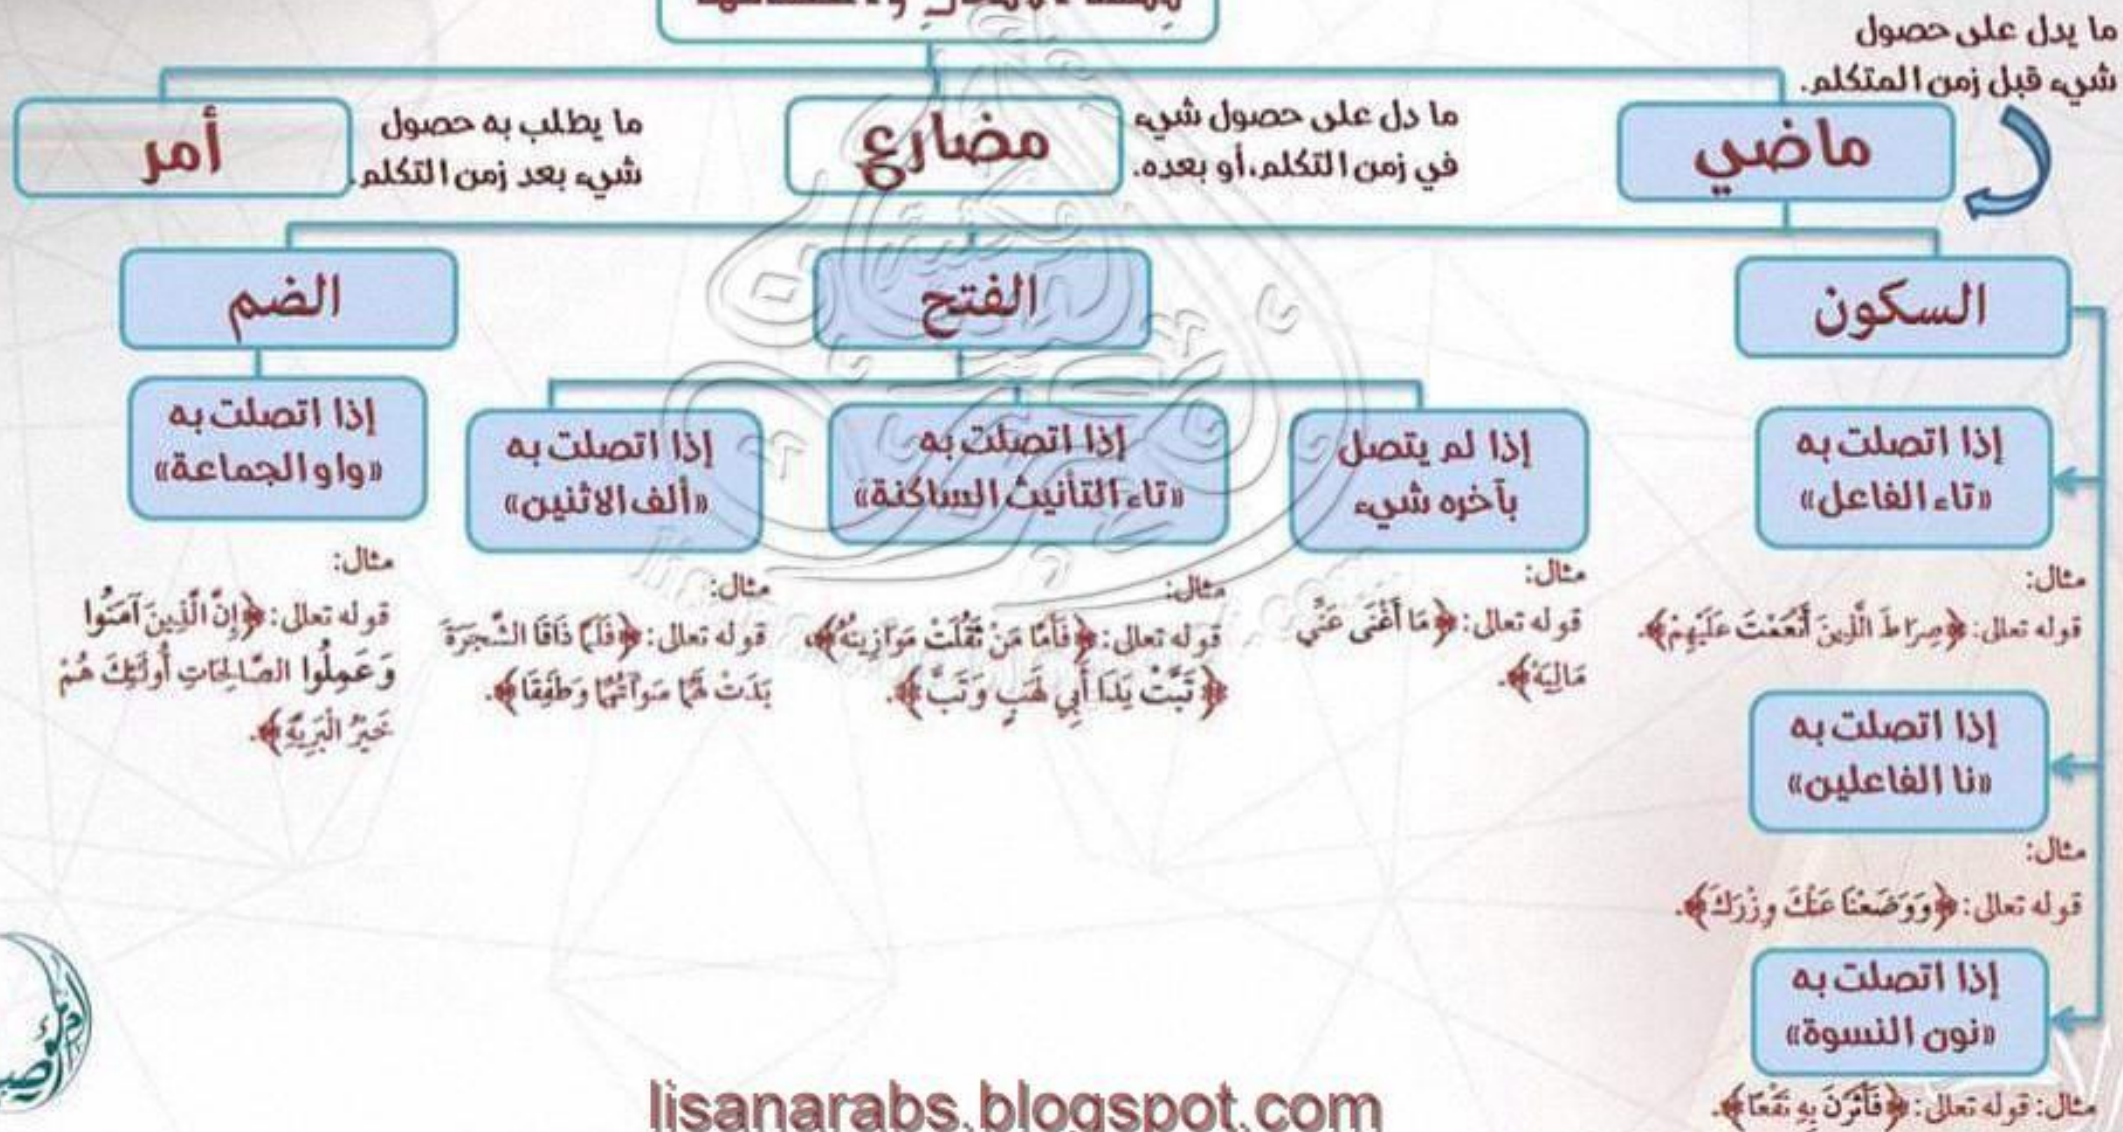 ما يدل على حصول
شيء قبل زمن المتكلم.
ماضي
ما دل على حصول شيء
في زمن التكلم، أو بعده.
مضارع
ما يطلب به حصول
شيء بعد زمن التكلم.
أمر
السكون
الفتح
الضم
إذا اتصلت به
«تاء الفاعل»
مثال:
قوله تعالى: ﴿صِرَاطَ الَّذِينَ أَنْعَمْتَ عَلَيْهِمْ﴾.
إذا اتصلت به
«نا الفاعلين»
مثال:
قوله تعالى: ﴿وَوَضَعْنَا عَنْكَ وِزْرَكَ﴾.
إذا اتصلت به
«نون النسوة»
مثال: قوله تعالى: ﴿فَأَثَرْنَ بِهِ نَقْعًا﴾.
إذا لم يتصل
بآخره شيء
مثال:
قوله تعالى: ﴿مَا أَغْنَى عَنِّي
مَالِيَهْ﴾.
إذا اتصلت به
«تاء التأنيث الساكنة»
مثال:
قوله تعالى: ﴿فَأَمَّا مَنْ ثَقُلَتْ مَوَازِينُهُ﴾،
﴿تَبَّتْ يَدَا أَبِي لَهَبٍ وَتَبَّ﴾.
إذا اتصلت به
«ألف الاثنين»
مثال:
قوله تعالى: ﴿فَلَمَّا ذَاقَا الشَّجَرَةَ
بَدَتْ لَهُمَا سَوْآتُهُمَا وَطَفِقَا﴾.
إذا اتصلت به
«واو الجماعة»
مثال:
قوله تعالى: ﴿إِنَّ الَّذِينَ آمَنُوا
وَعَمِلُوا الصَّالِحَاتِ أُولَئِكَ هُمْ
خَيْرُ الْبَرِيَّةِ﴾.
lisanarabs.blogspot.com